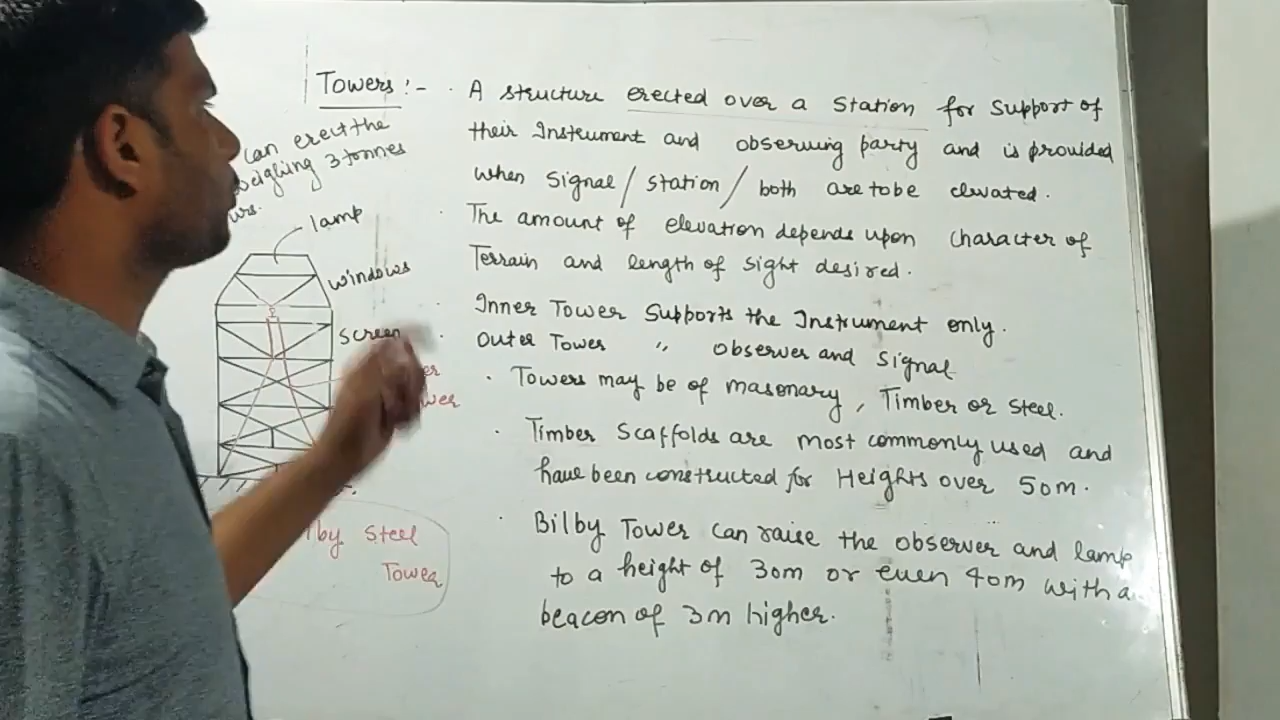 Towers :- . A structure erected over a station for support of
their Instrument and observing party and is provided
when signal / station / both are to be elevated.
. The amount of elevation depends upon character of
Terrain and length of sight desired.
. Inner Tower Supports the Instrument only.
. Outer Tower " observer and signal
. Towers may be of masonary, Timber or steel.
. Timber Scaffolds are most commonly used and
have been constructed for Heights over 50m.
. Bilby Tower can raise the observer and lamp
to a height of 30m or even 40m with a
beacon of 3m higher.
can erect the
weighing 3 tonnes
lamp
windows
screen
Steel
Tower